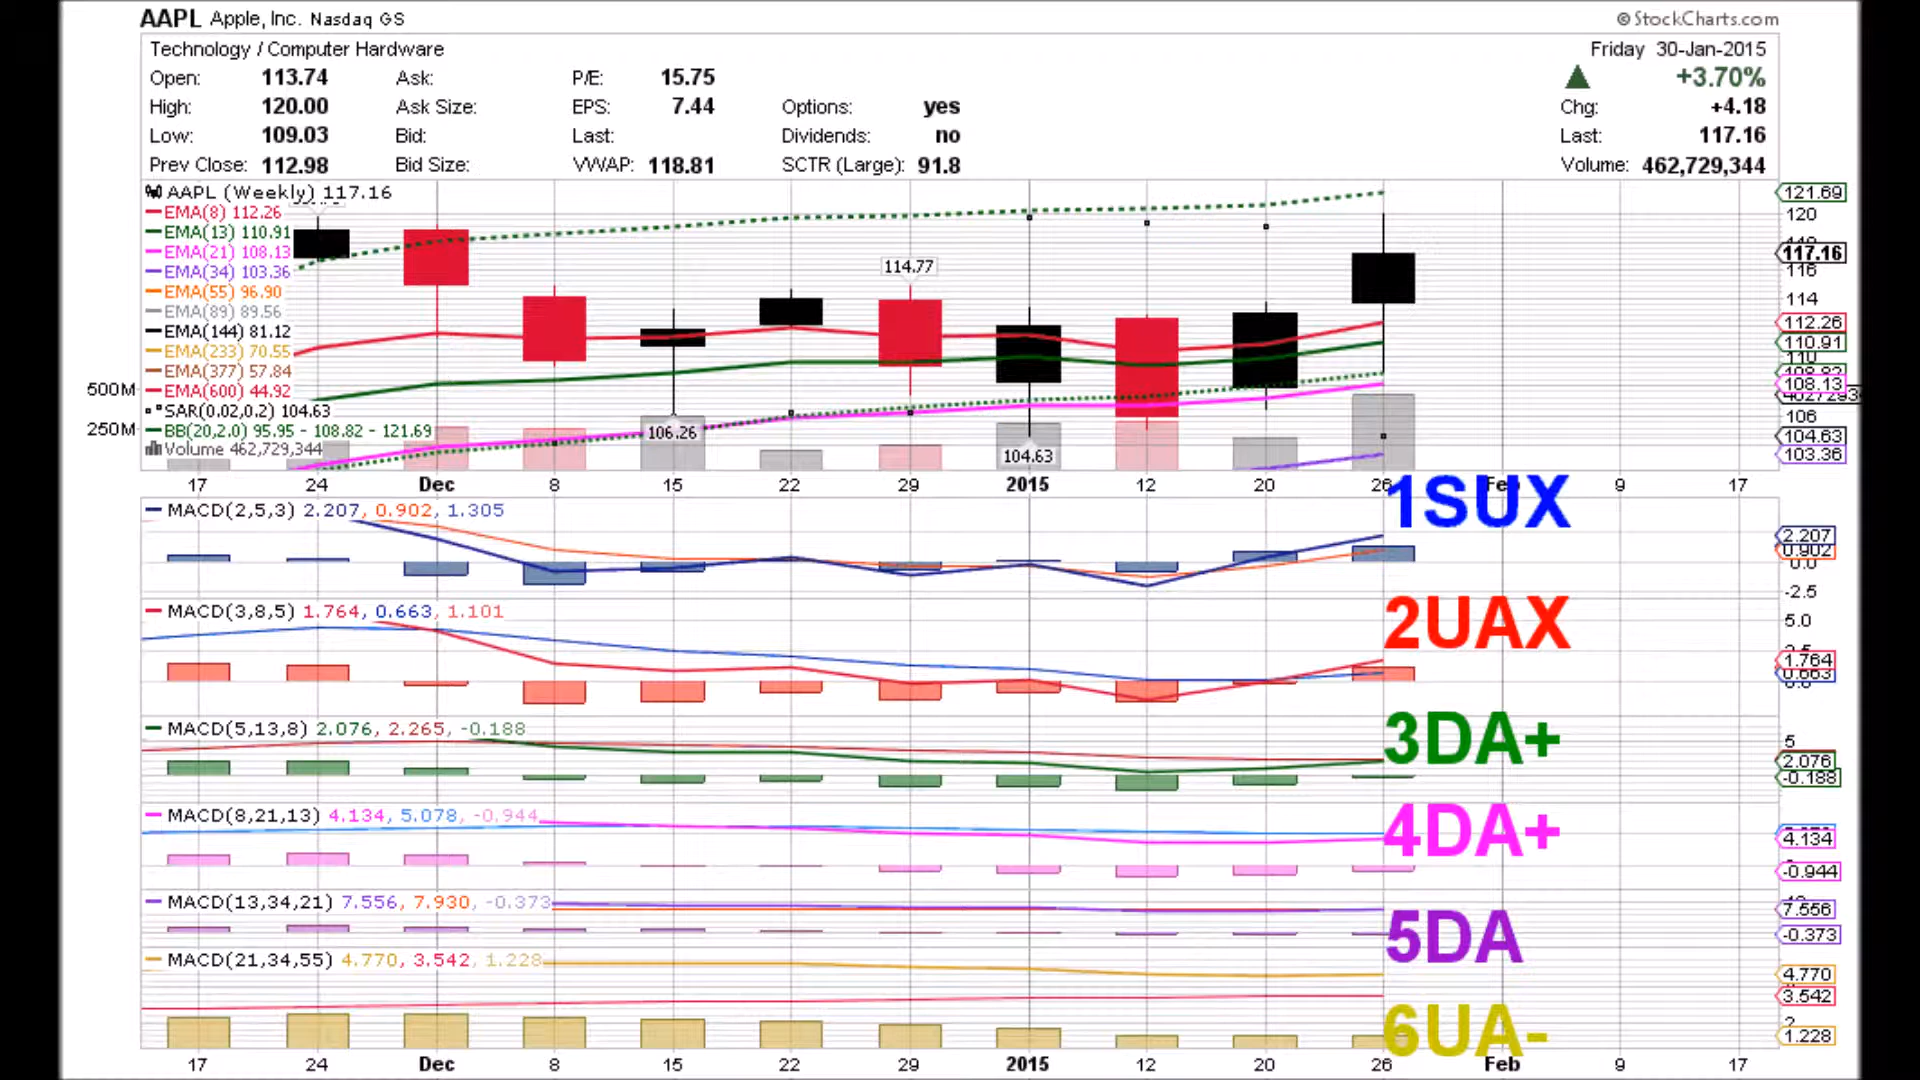 AAPL Apple, Inc. Nasdaq GS © StockCharts.com
Technology / Computer Hardware Friday 30-Jan-2015
Open: 113.74 Ask: P/E: 15.75 +3.70%
High: 120.00 Ask Size: EPS: 7.44 Options: yes Chg: +4.18
Low: 109.03 Bid: Last: Dividends: no Last: 117.16
Prev Close: 112.98 Bid Size: VWAP: 118.81 SCTR (Large): 91.8 Volume: 462,729,344
AAPL (Weekly) 117.16
EMA(8) 112.26
EMA(13) 110.91
EMA(21) 108.13
EMA(34) 103.36
EMA(55) 96.90
EMA(89) 89.56
EMA(144) 81.12
EMA(233) 70.55
EMA(377) 57.84
EMA(600) 44.92
SAR(0.02,0.2) 104.63
BB(20,2.0) 95.95 - 108.82 - 121.69
Volume 462,729,344
500M
250M
114.77
106.26
104.63
121.69
120
117.16
116
114
112.26
110.91
110
108.82
108.13
106
104.63
103.36
17 24 Dec 8 15 22 29 2015 12 20 26 Feb 9 17
MACD(2,5,3) 2.207, 0.902, 1.305
1SUX
2.207
0.902
0.0
-2.5
MACD(3,8,5) 1.764, 0.663, 1.101
2UAX
5.0
1.764
0.663
MACD(5,13,8) 2.076, 2.265, -0.188
3DA+
5
2.076
-0.188
MACD(8,21,13) 4.134, 5.078, -0.944
4DA+
4.134
-0.944
MACD(13,34,21) 7.556, 7.930, -0.373
5DA
7.556
-0.373
MACD(21,34,55) 4.770, 3.542, 1.228
6UA-
4.770
3.542
2
1.228
17 24 Dec 8 15 22 29 2015 12 20 26 Feb 9 17